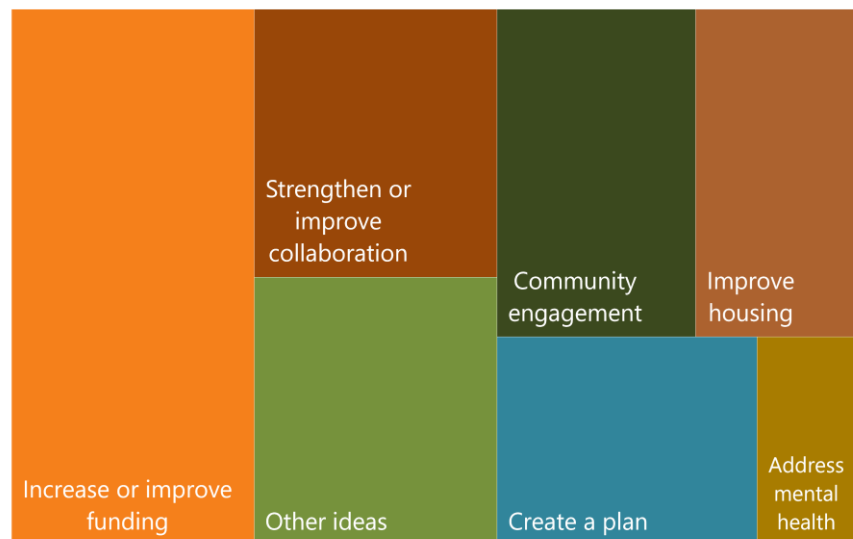 Increase or improve
funding
Strengthen or
improve
collaboration
Other ideas
Community
engagement
Improve
housing
Create a plan
Address
mental
health